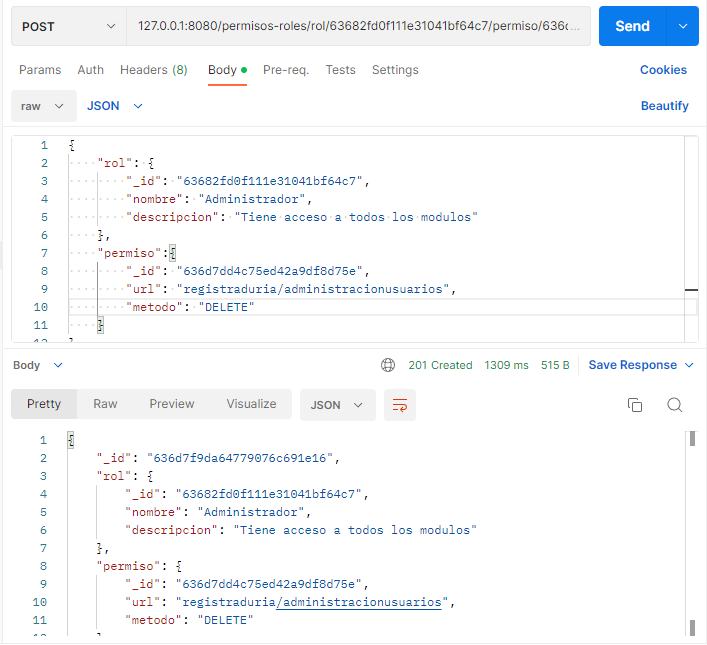 POST 127.0.0.1:8080/permisos-roles/rol/63682fd0f111e31041bf64c7/permiso/636c... Send
Params Auth Headers (8) Body Pre-req. Tests Settings Cookies
raw JSON Beautify
1 {
2 "rol": {
3 "_id": "63682fd0f111e31041bf64c7",
4 "nombre": "Administrador",
5 "descripcion": "Tiene acceso a todos los modulos"
6 },
7 "permiso":{
8 "_id": "636d7dd4c75ed42a9df8d75e",
9 "url": "registraduria/administracionusuarios",
10 "metodo": "DELETE"
11 }
Body 201 Created 1309 ms 515 B Save Response
Pretty Raw Preview Visualize JSON
1 {
2 "_id": "636d7f9da64779076c691e16",
3 "rol": {
4 "_id": "63682fd0f111e31041bf64c7",
5 "nombre": "Administrador",
6 "descripcion": "Tiene acceso a todos los modulos"
7 },
8 "permiso": {
9 "_id": "636d7dd4c75ed42a9df8d75e",
10 "url": "registraduria/administracionusuarios",
11 "metodo": "DELETE"